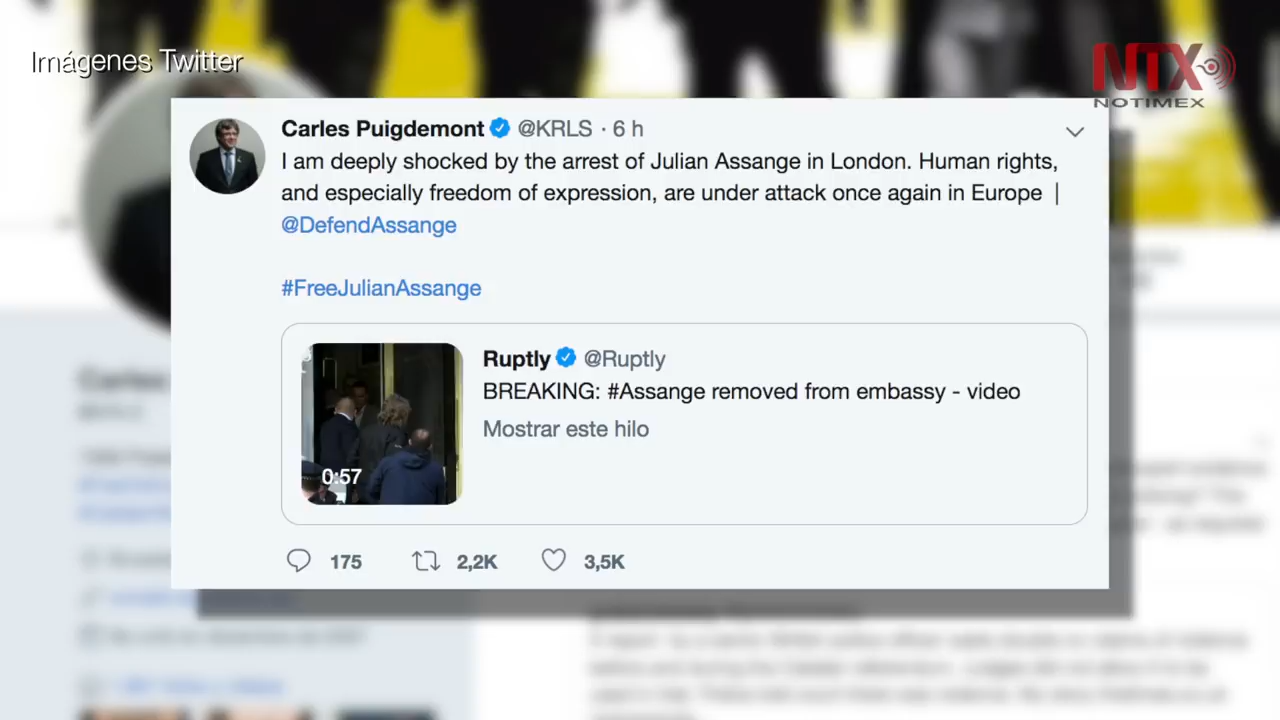 Imágenes Twitter
NTX
NOTIMEX
Carles Puigdemont @KRLS · 6 h
I am deeply shocked by the arrest of Julian Assange in London. Human rights,
and especially freedom of expression, are under attack once again in Europe |
@DefendAssange
#FreeJulianAssange
Ruptly @Ruptly
BREAKING: #Assange removed from embassy - video
Mostrar este hilo
0:57
175 2,2K 3,5K